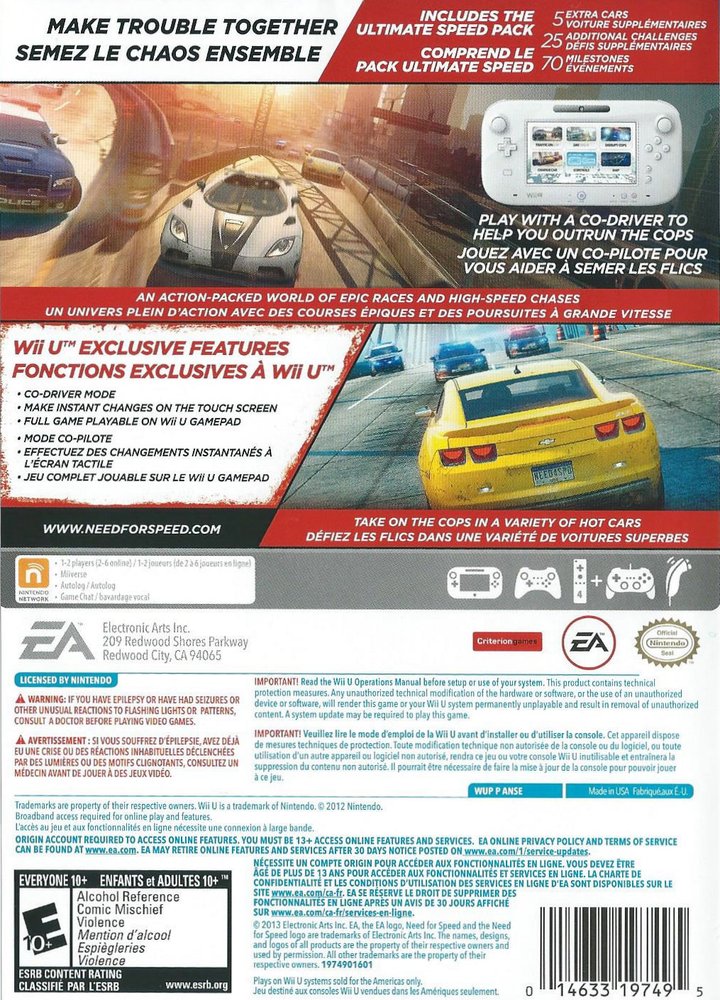 MAKE TROUBLE TOGETHER
SEMEZ LE CHAOS ENSEMBLE
INCLUDES THE
ULTIMATE SPEED PACK
COMPREND LE
PACK ULTIMATE SPEED
5 EXTRA CARS
VOITURE SUPPLÉMENTAIRES
25 ADDITIONAL CHALLENGES
DÉFIS SUPPLÉMENTAIRES
70 MILESTONES
EVÉNEMENTS
POLICE
PLAY WITH A CO-DRIVER TO
HELP YOU OUTRUN THE COPS
JOUEZ AVEC UN CO-PILOTE POUR
VOUS AIDER À SEMER LES FLICS
AN ACTION-PACKED WORLD OF EPIC RACES AND HIGH-SPEED CHASES
UN UNIVERS PLEIN D'ACTION AVEC DES COURSES ÉPIQUES ET DES POURSUITES À GRANDE VITESSE
Wii U™ EXCLUSIVE FEATURES
FONCTIONS EXCLUSIVES À Wii U™
• CO-DRIVER MODE
• MAKE INSTANT CHANGES ON THE TOUCH SCREEN
• FULL GAME PLAYABLE ON Wii U GAMEPAD
• MODE CO-PILOTE
• EFFECTUEZ DES CHANGEMENTS INSTANTANÉS À
L'ÉCRAN TACTILE
• JEU COMPLET JOUABLE SUR LE Wii U GAMEPAD
NEED4SPD
WWW.NEEDFORSPEED.COM
TAKE ON THE COPS IN A VARIETY OF HOT CARS
DÉFIEZ LES FLICS DANS UNE VARIÉTÉ DE VOITURES SUPERBES
NINTENDO
NETWORK
• 1-2 players (2-6 online) / 1-2 joueurs (de 2 à 6 joueurs en ligne)
• Miiverse
• Autolog / Autolog
• Game Chat / bavardage vocal
4
+
EA
Electronic Arts Inc.
209 Redwood Shores Parkway
Redwood City, CA 94065
Criteriongames
EA
Official
Nintendo
Seal
LICENSED BY NINTENDO
WARNING: IF YOU HAVE EPILEPSY OR HAVE HAD SEIZURES OR
OTHER UNUSUAL REACTIONS TO FLASHING LIGHTS OR PATTERNS,
CONSULT A DOCTOR BEFORE PLAYING VIDEO GAMES.
AVERTISSEMENT : SI VOUS SOUFFREZ D'ÉPILEPSIE, AVEZ DÉJÀ
EU UNE CRISE OU DES RÉACTIONS INHABITUELLES DÉCLENCHÉES
PAR DES LUMIÈRES OU DES MOTIFS CLIGNOTANTS, CONSULTEZ UN
MÉDECIN AVANT DE JOUER À DES JEUX VIDÉO.
IMPORTANT! Read the Wii U Operations Manual before setup or use of your system. This product contains technical
protection measures. Any unauthorized technical modification of the hardware or software, or the use of an unauthorized
device or software, will render this game or your Wii U system permanently unplayable and result in removal of unauthorized
content. A system update may be required to play this game.
IMPORTANT! Veuillez lire le mode d'emploi de la Wii U avant d'installer ou d'utiliser la console. Cet appareil dispose
de mesures techniques de proctection. Toute modification technique non autorisée de la console ou du logiciel, ou toute
utilisation d'un autre appareil ou logiciel non autorisé, rendra ce jeu ou votre console Wii U inutilisable et entraînera la
suppression du contenu non autorisé. Il pourrait être nécessaire de faire la mise à jour de la console pour pouvoir jouer
à ce jeu.
WUP P ANSE
Made in USA Fabriqué aux É.-U.
Trademarks are property of their respective owners. Wii U is a trademark of Nintendo. © 2012 Nintendo.
Broadband access required for online play and features.
L'accès au jeu et aux fonctionnalités en ligne nécessite une connexion à large bande.
ORIGIN ACCOUNT REQUIRED TO ACCESS ONLINE FEATURES. YOU MUST BE 13+ ACCESS ONLINE FEATURES AND SERVICES. EA ONLINE PRIVACY POLICY AND TERMS OF SERVICE
CAN BE FOUND AT www.ea.com. EA MAY RETIRE ONLINE FEATURES AND SERVICES AFTER 30 DAYS NOTICE POSTED ON www.ea.com/1/service-updates.
NÉCESSITE UN COMPTE ORIGIN POUR ACCÉDER AUX FONCTIONNALITÉS EN LIGNE. VOUS DEVEZ ÊTRE
ÂGÉ DE PLUS DE 13 ANS POUR ACCÉDER AUX FONCTIONNALITÉS ET SERVICES EN LIGNE. LA CHARTE DE
CONFIDENTIALITÉ ET LES CONDITIONS D'UTILISATION DES SERVICES EN LIGNE D'EA SONT DISPONIBLES SUR LE
SITE www.ea.com/ca-fr. EA SE RÉSERVE LE DROIT DE SUPPRIMER DES
FONCTIONNALITÉS EN LIGNE APRÈS UN AVIS DE 30 JOURS AFFICHÉ
SUR www.ea.com/ca-fr/services-en-ligne.
© 2013 Electronic Arts Inc. EA, the EA logo, Need for Speed and the Need
for Speed logo are trademarks of Electronic Arts Inc. The names, designs,
and logos of all products are the property of their respective owners and
used by permission. All other trademarks are the property of their
respective owners. 1974901601
Plays on Wii U systems sold for the Americas only.
Jeu destiné aux consoles Wii U vendues dans les Amériques seulement.
EVERYONE 10+ ENFANTS et ADULTES 10+™
E
10+
Alcohol Reference
Comic Mischief
Violence
Mention d'alcool
Espiègleries
Violence
ESRB CONTENT RATING
CLASSIFIÉ PAR L'ESRB
www.esrb.org
0 14633 19749 5